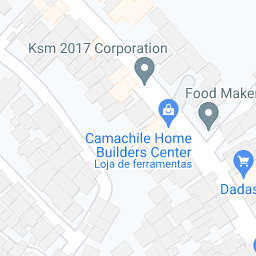 Ksm 2017 Corporation
Food Maker
Camachile Home
Builders Center
Loja de ferramentas
Dadas